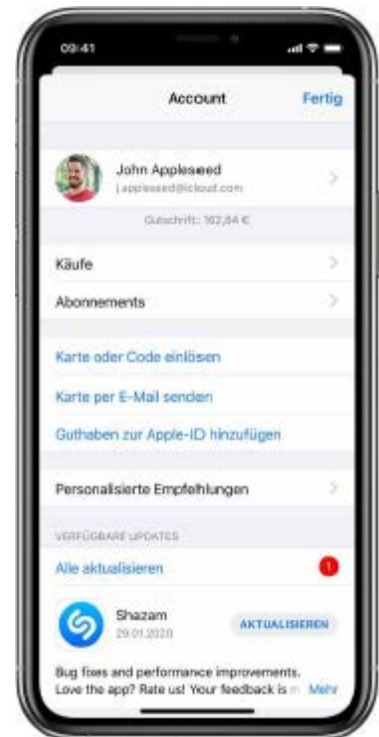 09:41
Account
Fertig
John Appleseed
j.appleseed@icloud.com
Gutschrift: 162,84 €
Käufe
Abonnements
Karte oder Code einlösen
Karte per E-Mail senden
Guthaben zur Apple-ID hinzufügen
Personalisierte Empfehlungen
VERFÜGBARE UPDATES
Alle aktualisieren
1
Shazam
AKTUALISIEREN
29.01.2020
Bug fixes and performance improvements.
Love the app? Rate us! Your feedback is
Mehr